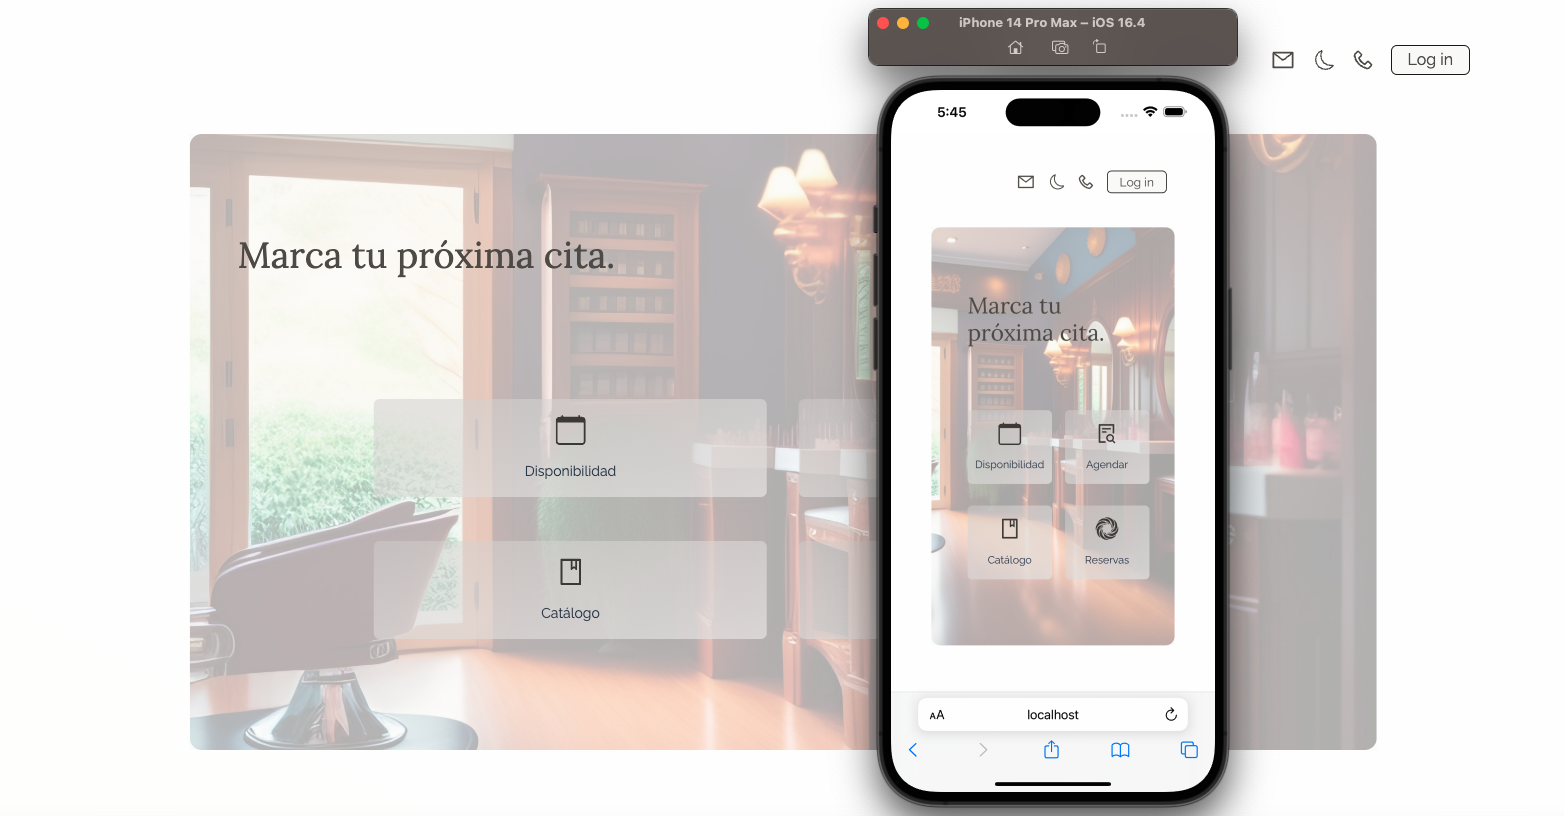 iPhone 14 Pro Max – iOS 16.4
Log in
Marca tu próxima cita.
Disponibilidad
Catálogo
5:45
Log in
Marca tu
próxima cita.
Disponibilidad
Agendar
Catálogo
Reservas
AA
localhost